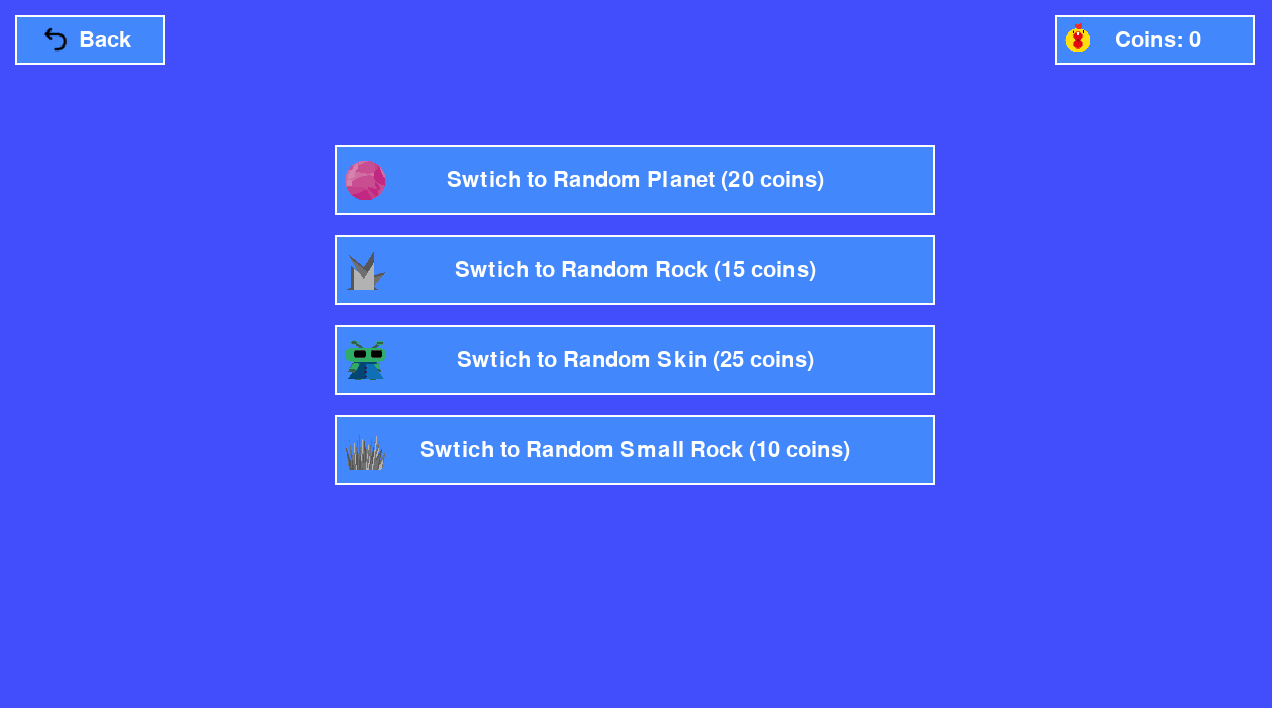 Back
Coins: 0
Swtich to Random Planet (20 coins)
Swtich to Random Rock (15 coins)
Swtich to Random Skin (25 coins)
Swtich to Random Small Rock (10 coins)